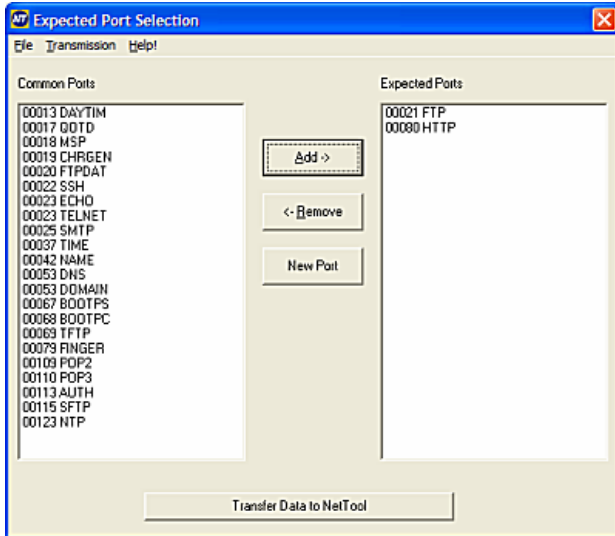 NT Expected Port Selection
File Transmission Help!
Common Ports
Expected Ports
00013 DAYTIM
00017 QOTD
00018 MSP
00019 CHRGEN
00020 FTPDAT
00022 SSH
00023 ECHO
00023 TELNET
00025 SMTP
00037 TIME
00042 NAME
00053 DNS
00053 DOMAIN
00067 BOOTPS
00068 BOOTPC
00069 TFTP
00079 FINGER
00109 POP2
00110 POP3
00113 AUTH
00115 SFTP
00123 NTP
Add ->
<- Remove
New Port
00021 FTP
00080 HTTP
Transfer Data to NetTool